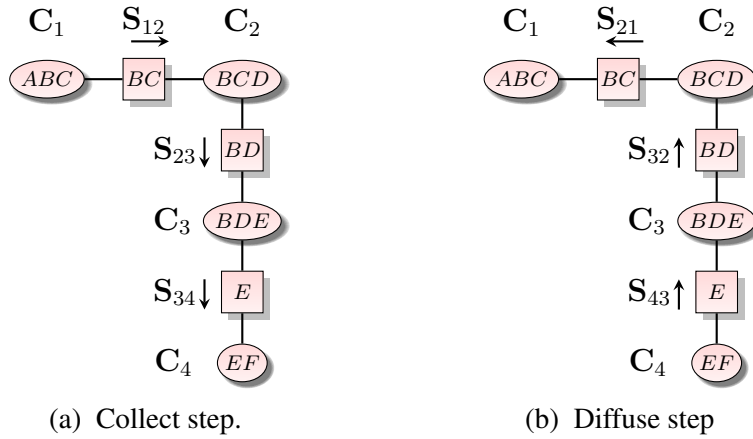 C₁ S₁₂ C₂
ABC BC BCD
S₂₃ BD
C₃ BDE
S₃₄ E
C₄ EF
(a) Collect step.
C₁ S₂₁ C₂
ABC BC BCD
S₃₂ BD
C₃ BDE
S₄₃ E
C₄ EF
(b) Diffuse step